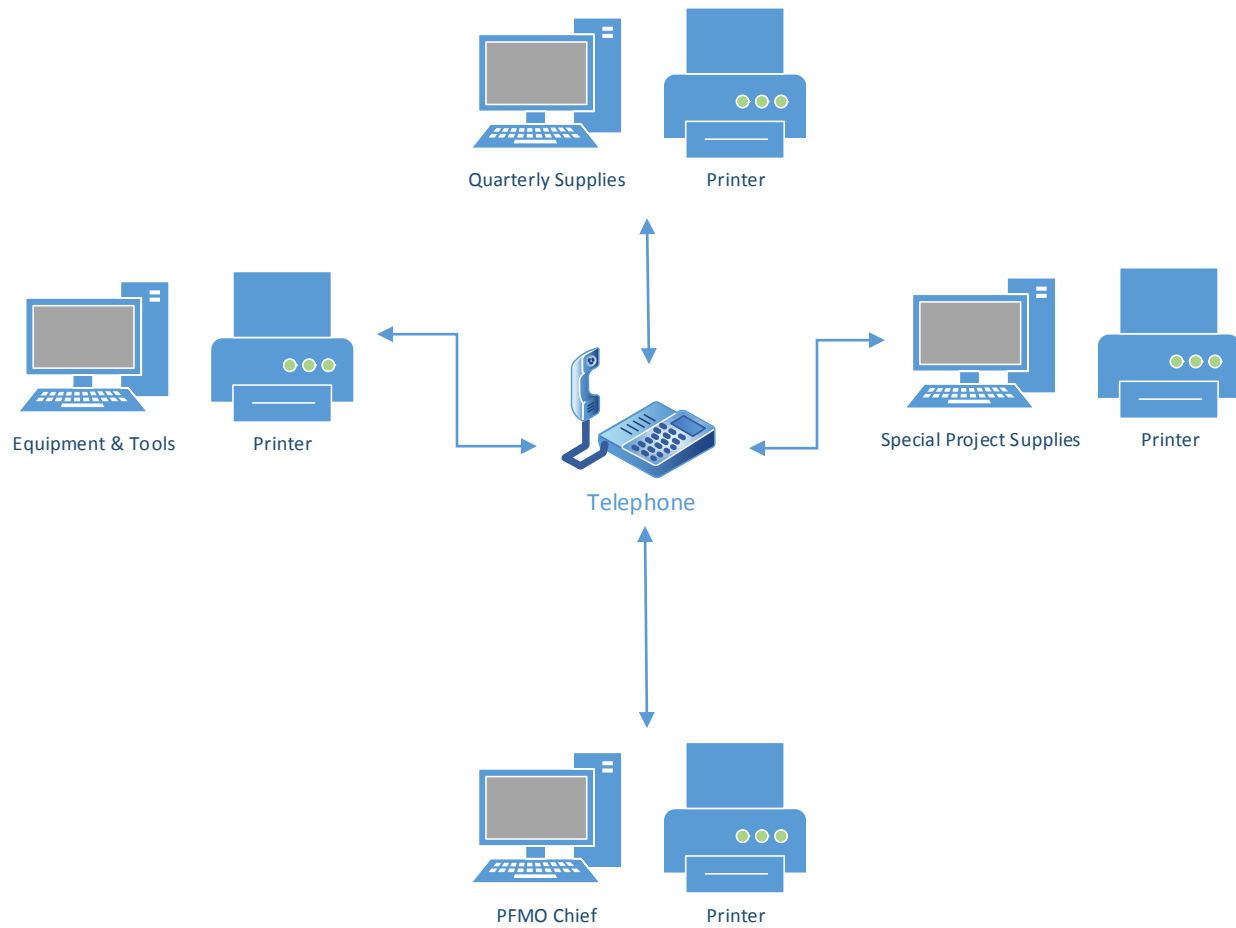 Quarterly Supplies
Printer
Equipment & Tools
Printer
Special Project Supplies
Printer
Telephone
PFMO Chief
Printer